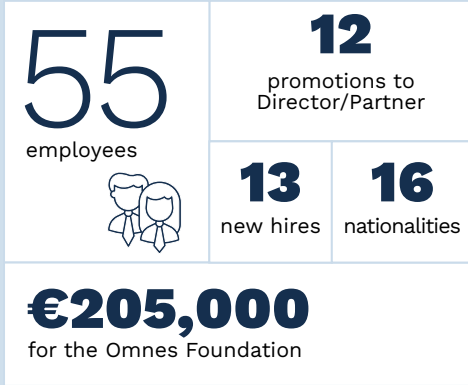 55
employees
12
promotions to
Director/Partner
13
new hires
16
nationalities
€205,000
for the Omnes Foundation